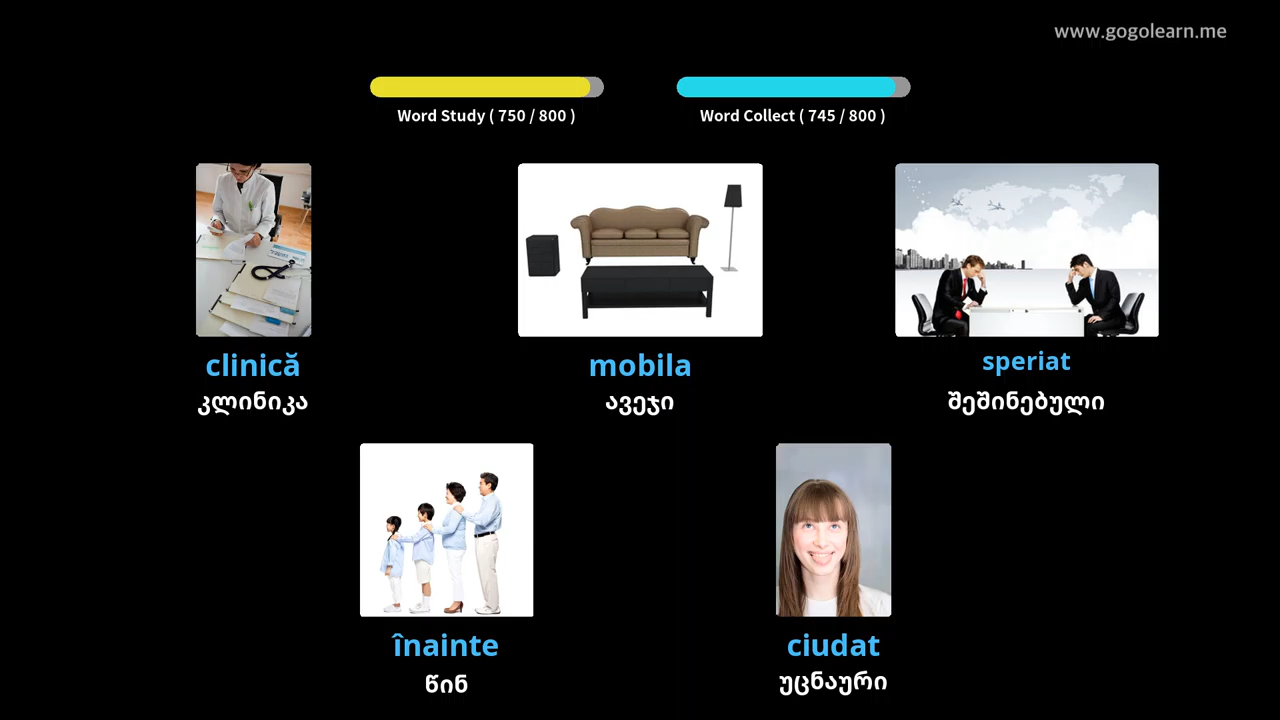 www.gogolearn.me
Word Study ( 750 / 800 )
Word Collect ( 745 / 800 )
clinică
mobila
speriat
კლინიკა
ავეჯი
შეშინებული
înainte
ciudat
წინ
უცნაური